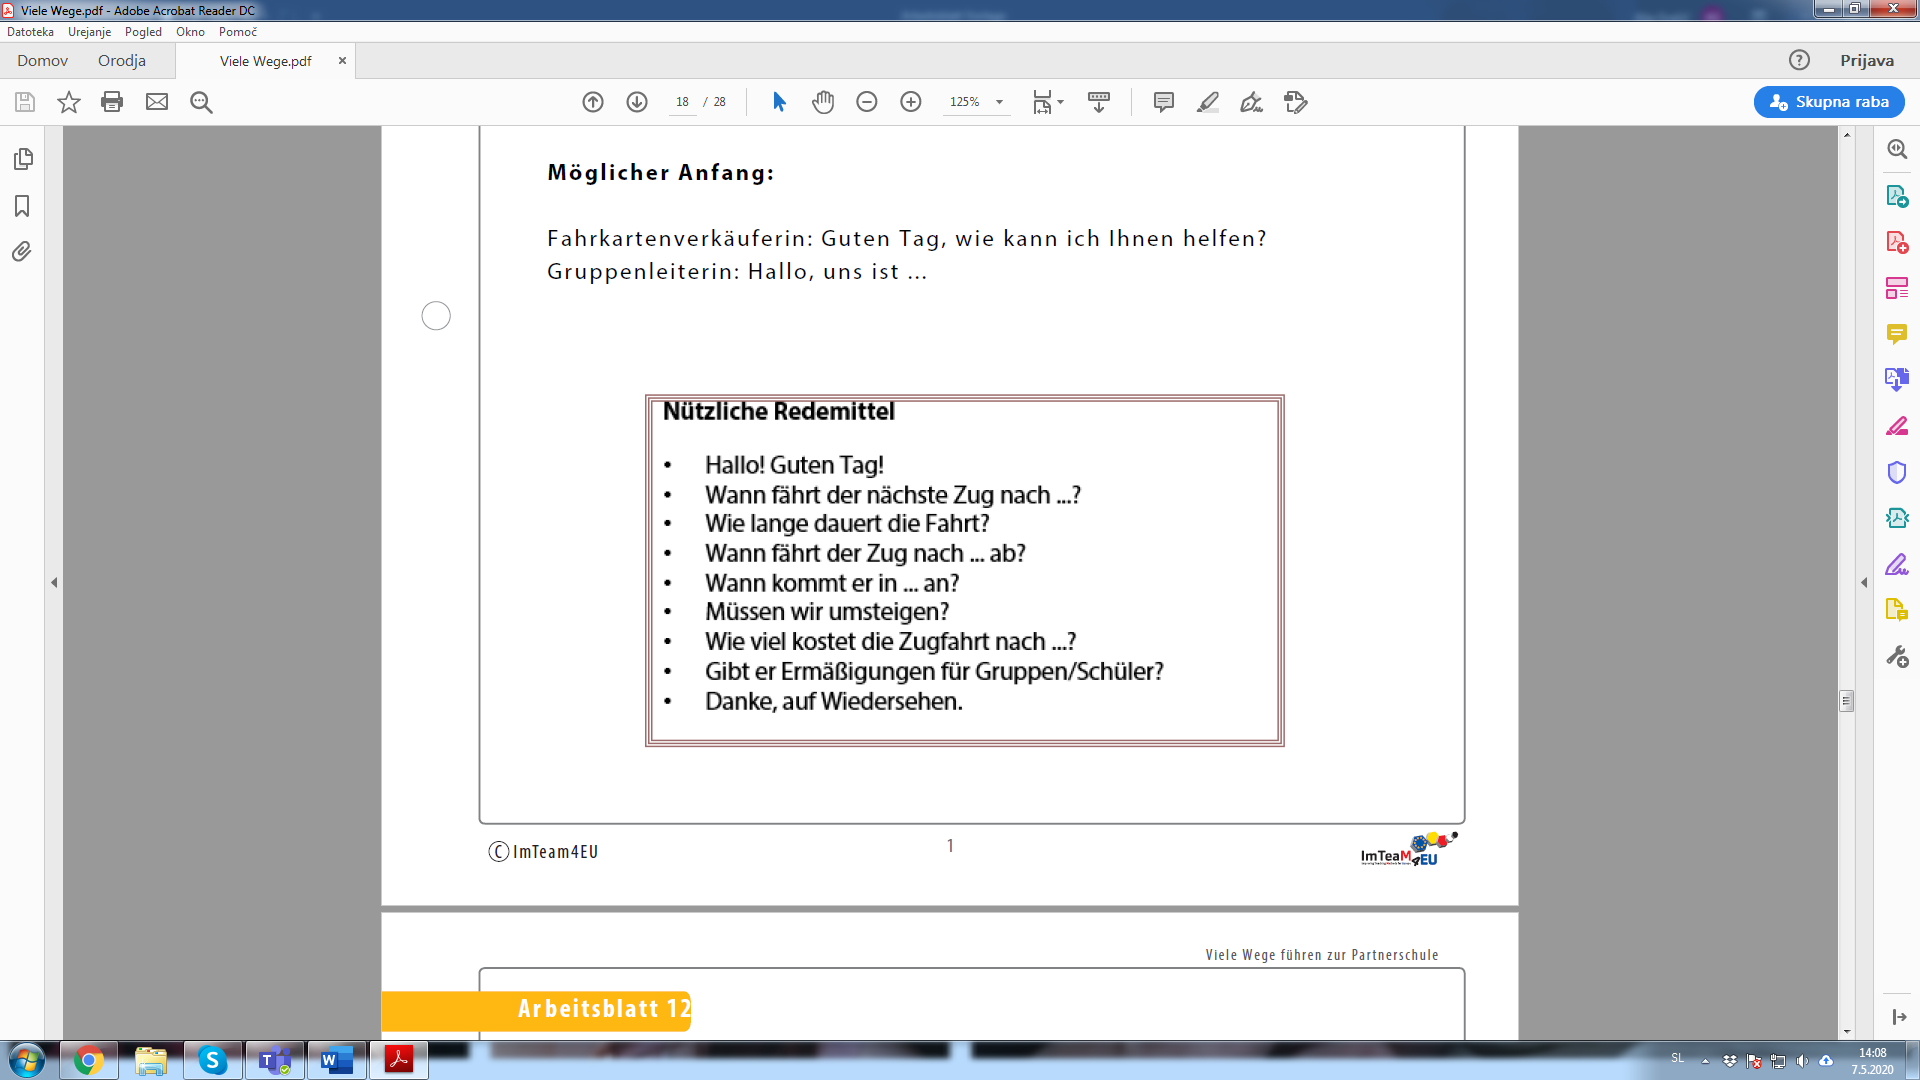 Viele Wege.pdf - Adobe Acrobat Reader DC
Datoteka Urejanje Pogled Okno Pomoč
Domov Orodja Viele Wege.pdf × Prijava
18 / 28 125% Skupna raba
Möglicher Anfang:
Fahrkartenverkäuferin: Guten Tag, wie kann ich Ihnen helfen?
Gruppenleiterin: Hallo, uns ist ...
Nützliche Redemittel
• Hallo! Guten Tag!
• Wann fährt der nächste Zug nach ...?
• Wie lange dauert die Fahrt?
• Wann fährt der Zug nach ... ab?
• Wann kommt er in ... an?
• Müssen wir umsteigen?
• Wie viel kostet die Zugfahrt nach ...?
• Gibt er Ermäßigungen für Gruppen/Schüler?
• Danke, auf Wiedersehen.
© ImTeam4EU 1 ImTeaM4EU
Viele Wege führen zur Partnerschule
Arbeitsblatt 12
SL 14:08
7.5.2020